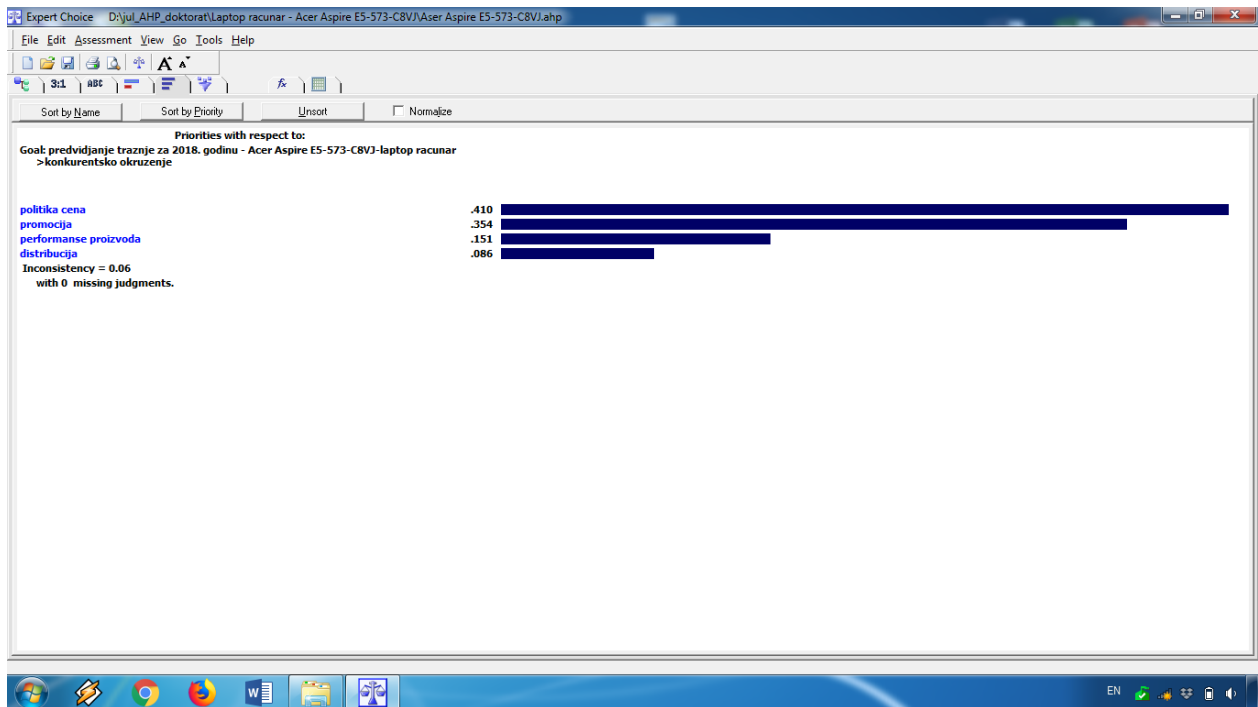 Expert Choice D:\jul_AHP_doktorat\Laptop racunar - Acer Aspire E5-573-C8VJ\Aser Aspire E5-573-C8VJ.ahp
File Edit Assessment View Go Tools Help
A A
3:1 ABC fx
Sort by Name Sort by Priority Unsort Normalize
Priorities with respect to:
Goal: predvidjanje traznje za 2018. godinu - Acer Aspire E5-573-C8VJ-laptop racunar
>konkurentsko okruzenje
politika cena .410
promocija .354
performanse proizvoda .151
distribucija .086
Inconsistency = 0.06
with 0 missing judgments.
W EN